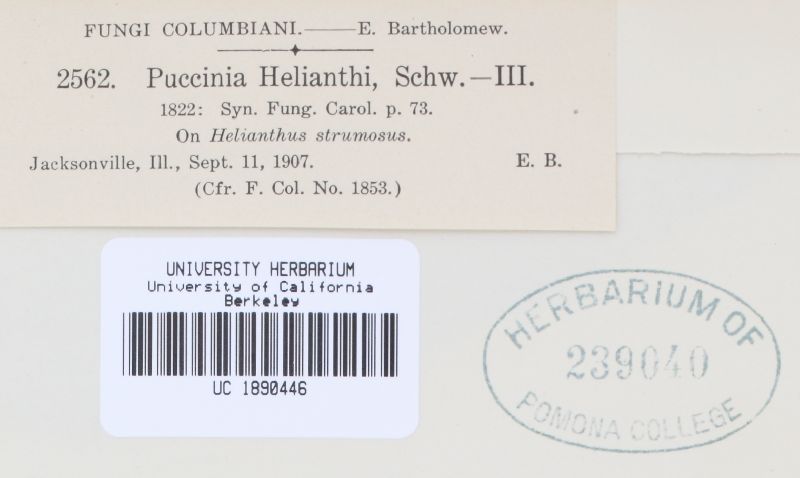 FUNGI COLUMBIANI.——E. Bartholomew.
2562. Puccinia Helianthi, Schw.—III.
1822: Syn. Fung. Carol. p. 73.
On Helianthus strumosus.
Jacksonville, Ill., Sept. 11, 1907. E. B.
(Cfr. F. Col. No. 1853.)
UNIVERSITY HERBARIUM
University of California
Berkeley
UC 1890446
HERBARIUM OF
239040
POMONA COLLEGE